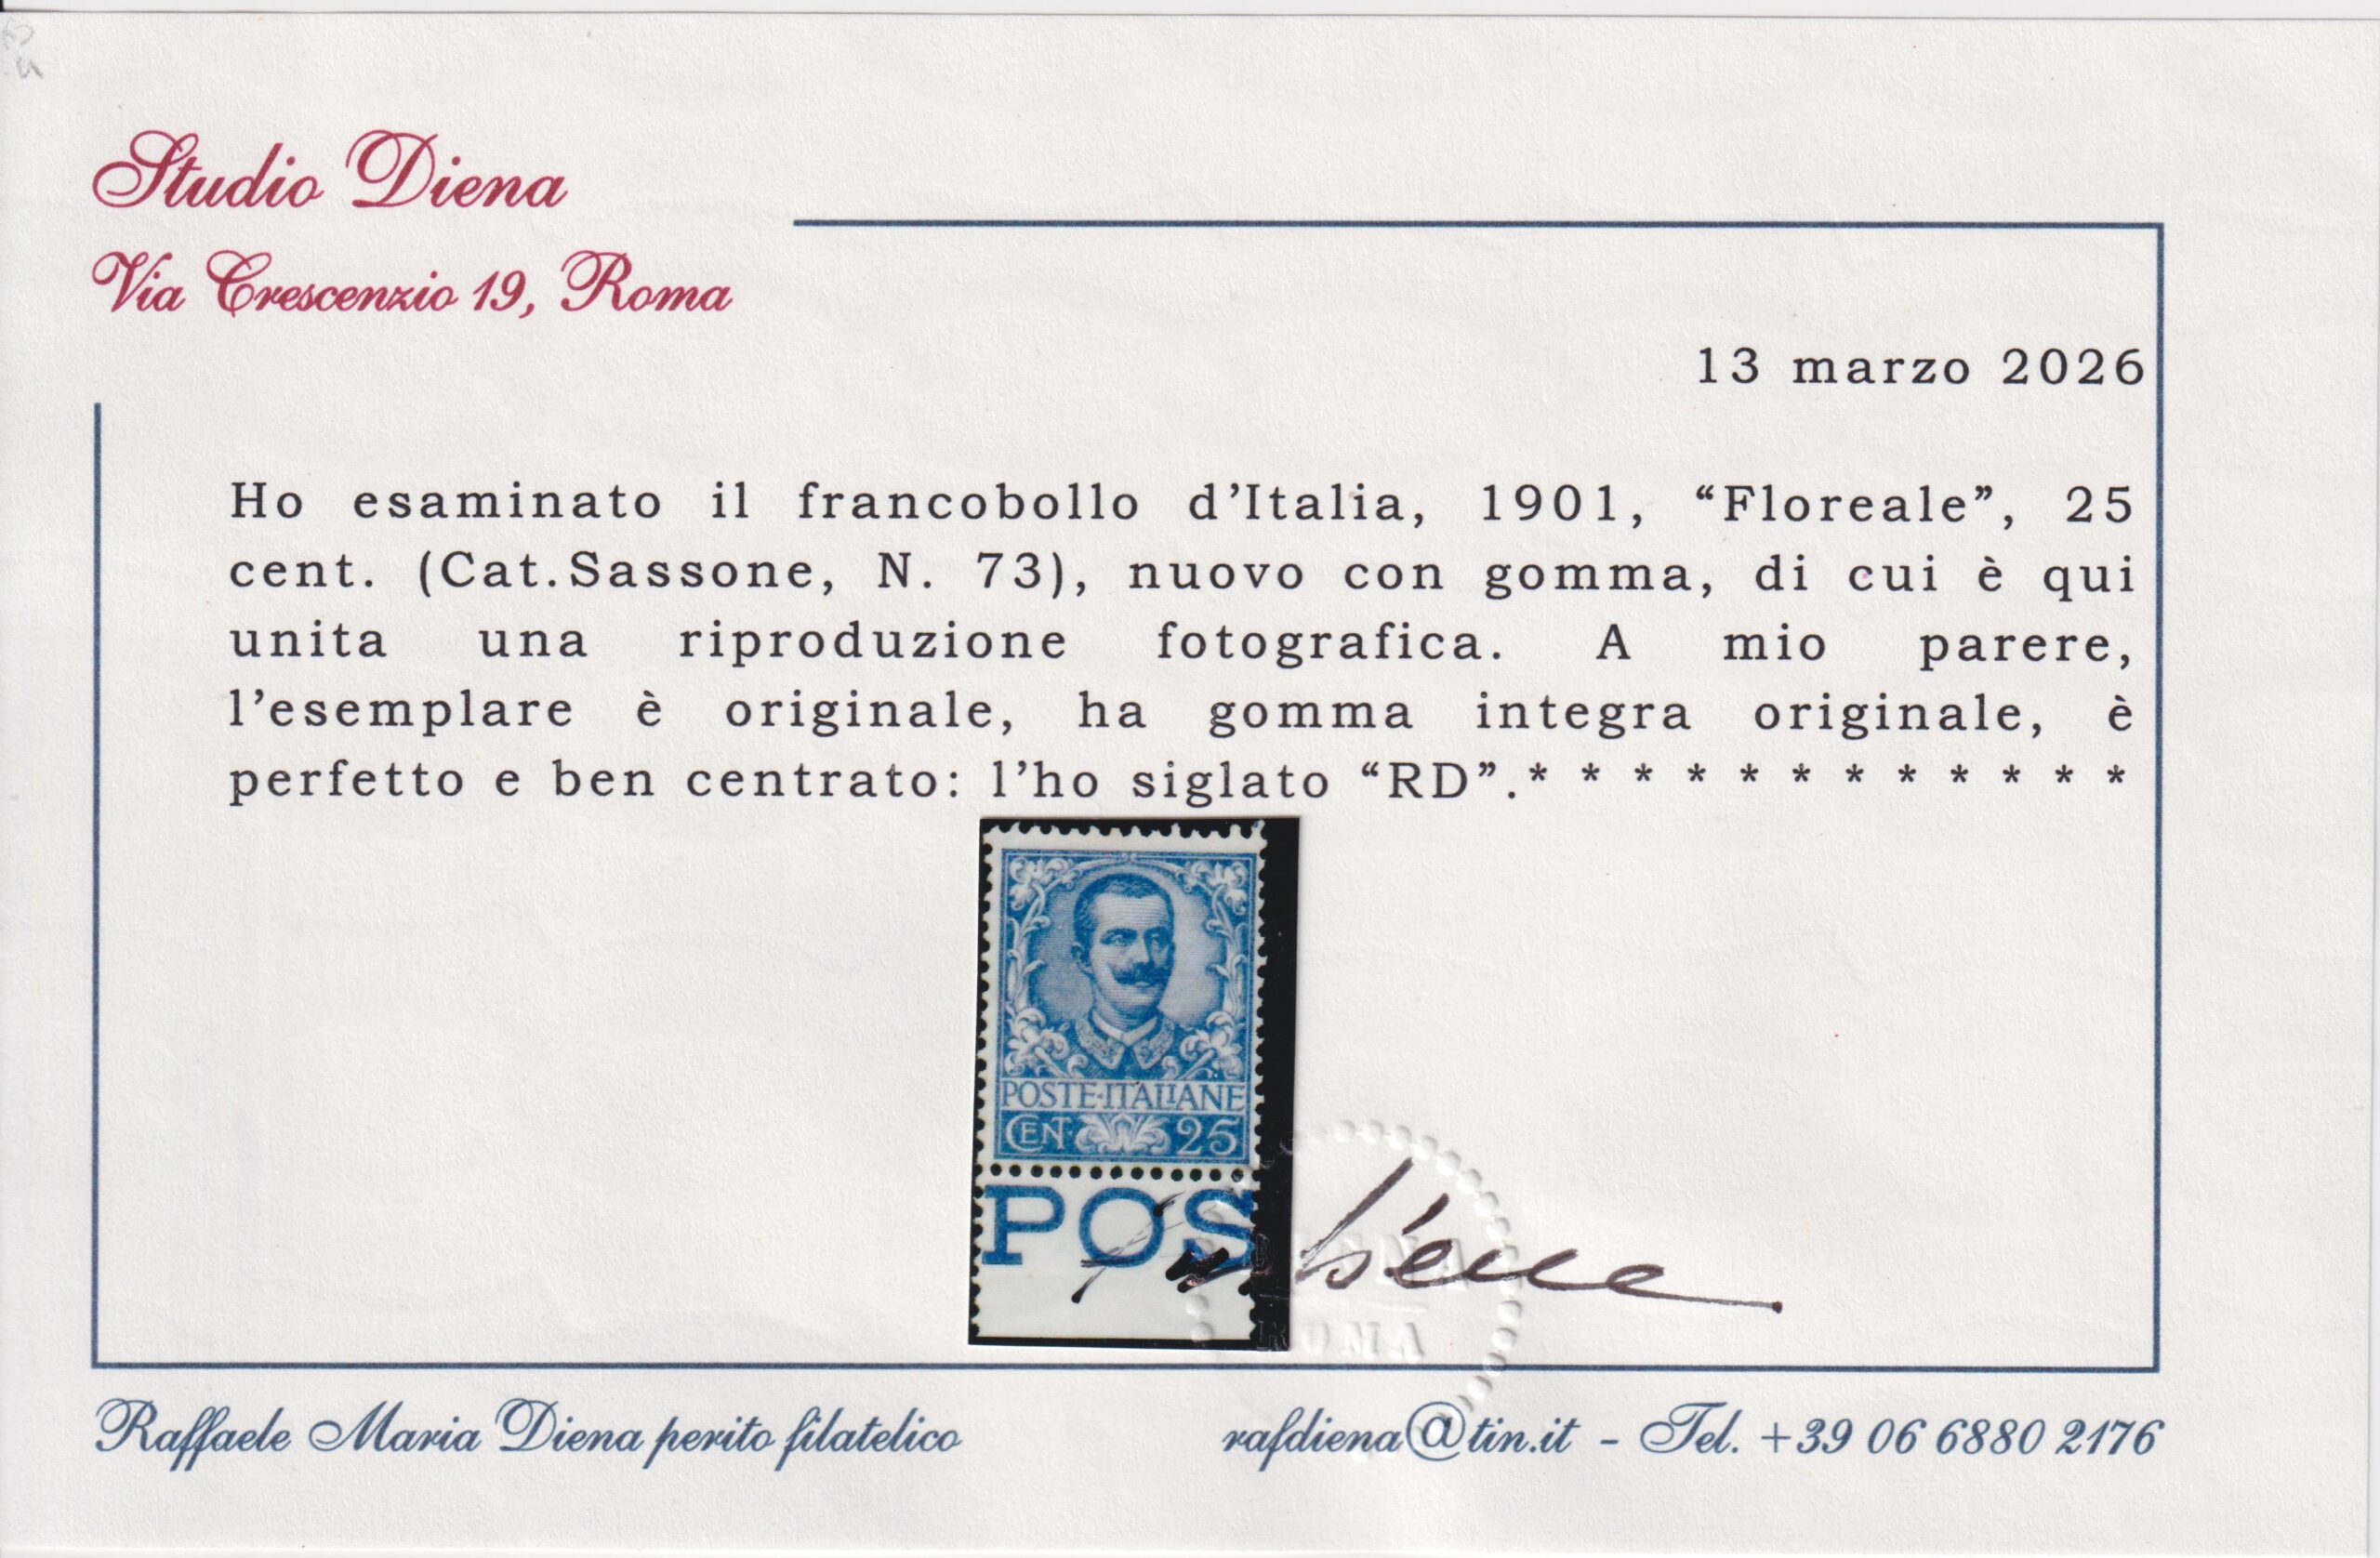 Studio Diena
Via Crescenzio 19, Roma
13 marzo 2026
Ho esaminato il francobollo d’Italia, 1901, “Floreale”, 25
cent. (Cat.Sassone, N. 73), nuovo con gomma, di cui è qui
unita una riproduzione fotografica. A mio parere,
l’esemplare è originale, ha gomma integra originale, è
perfetto e ben centrato: l’ho siglato “RD”.* * * * * * * * * * * *
POSTE·ITALIANE
CEN. 25
POS
Diena
Raffaele Maria Diena perito filatelico
rafdiena@tin.it - Tel. +39 06 6880 2176